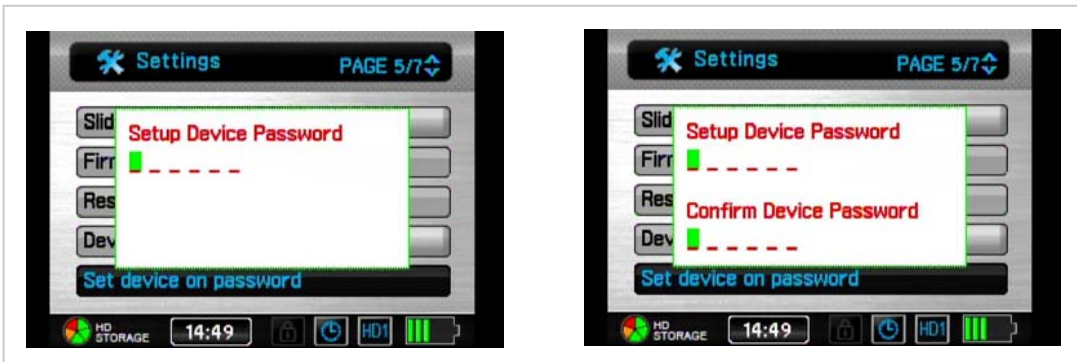 Settings PAGE 5/7
Slid
Setup Device Password
Firr
Res
Dev
Set device on password
HD STORAGE 14:49 HD1
Settings PAGE 5/7
Slid
Setup Device Password
Firr
Res
Confirm Device Password
Dev
Set device on password
HD STORAGE 14:49 HD1